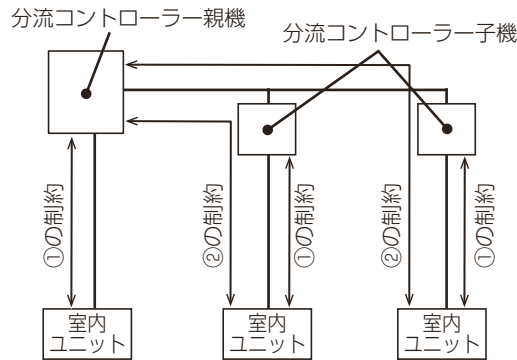 分流コントローラー親機
分流コントローラー子機
①の制約
②の制約
①の制約
②の制約
①の制約
室内
ユニット
室内
ユニット
室内
ユニット